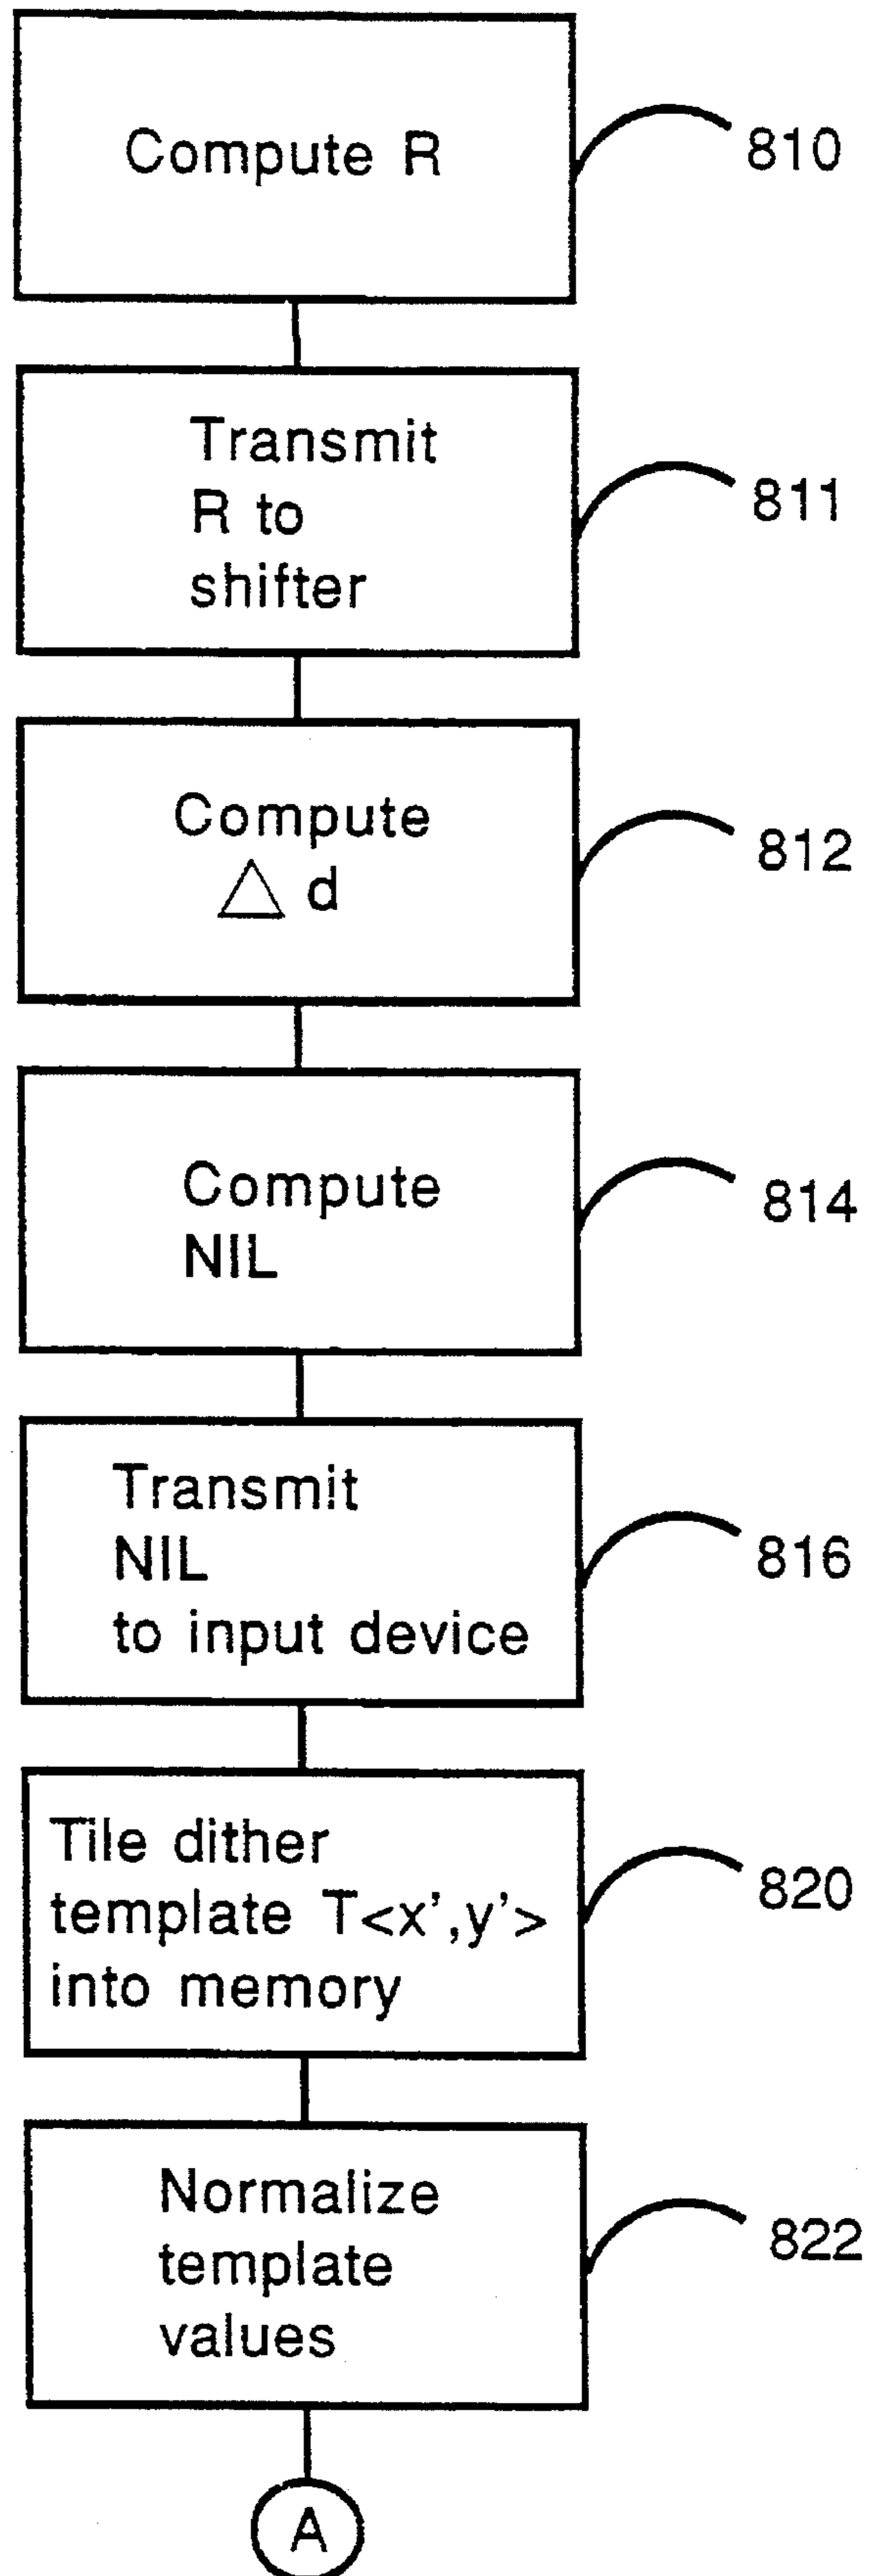 Compute R
810
Transmit
R to
shifter
811
Compute
△ d
812
Compute
NIL
814
Transmit
NIL
to input device
816
Tile dither
template T<x’,y’>
into memory
820
Normalize
template
values
822
A